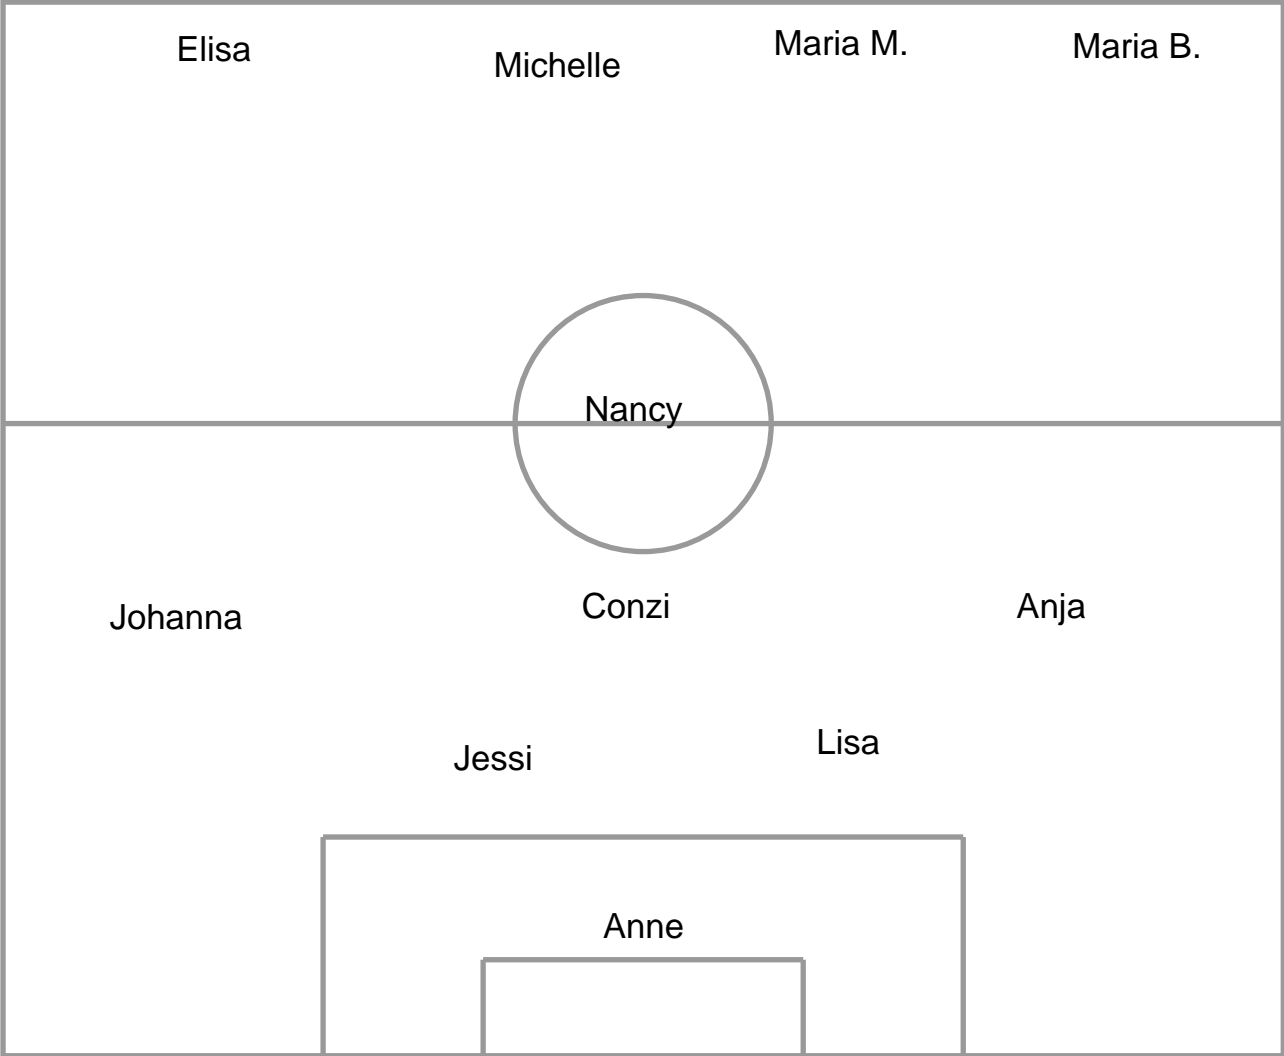 Elisa
Michelle
Maria M.
Maria B.
Nancy
Johanna
Conzi
Anja
Jessi
Lisa
Anne